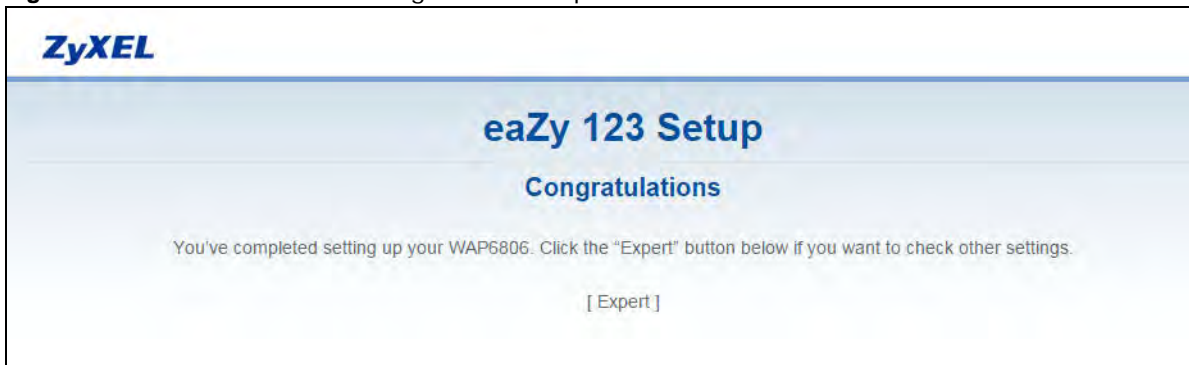 ZyXEL
eaZy 123 Setup
Congratulations
You've completed setting up your WAP6806. Click the “Expert” button below if you want to check other settings.
[ Expert ]